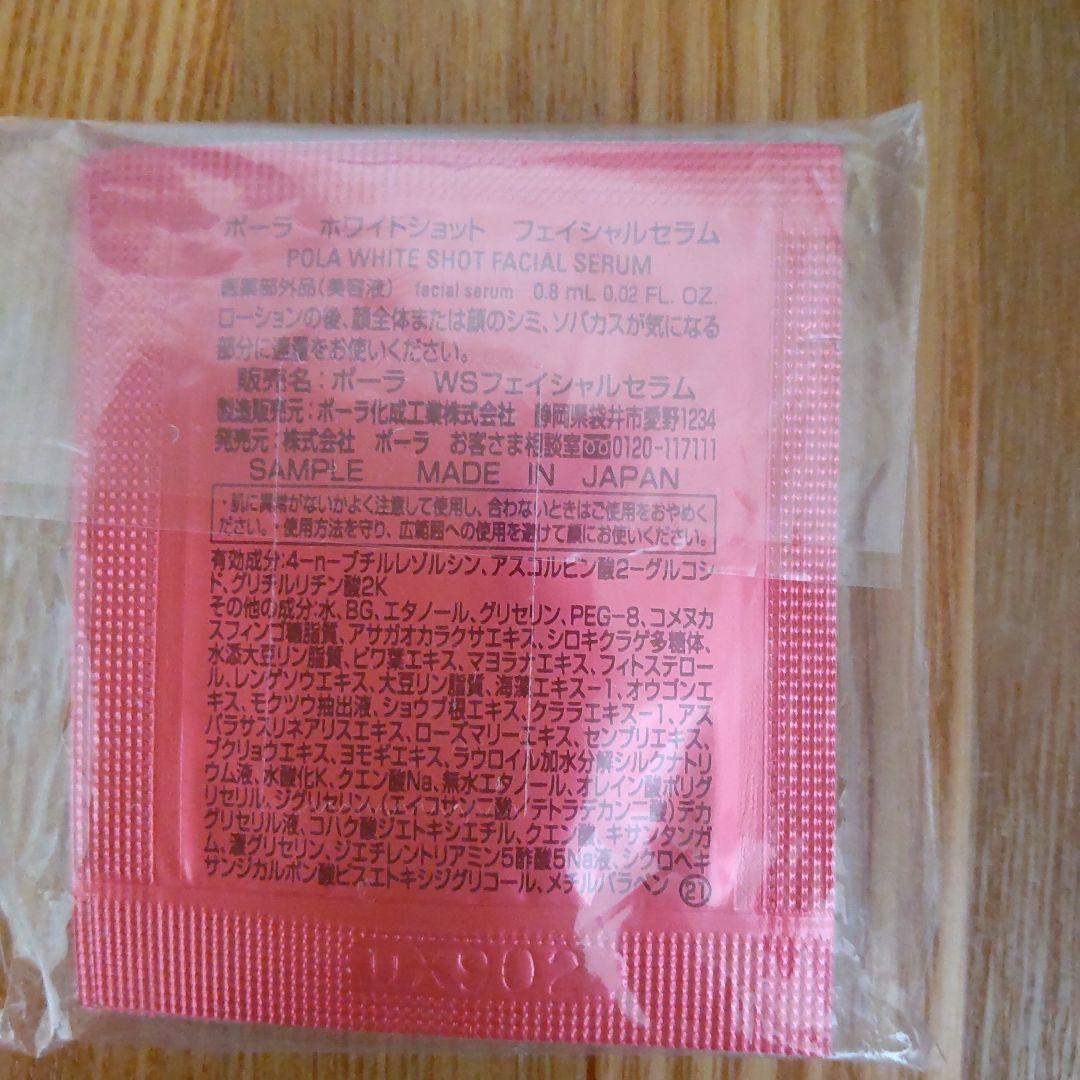 ポーラ　ホワイトショット　フェイシャルセラム
POLA WHITE SHOT FACIAL SERUM
医薬部外品(美容液)　facial serum　0.8 mL 0.02 FL. OZ.
ローションの後、顔全体または顔のシミ、ソバカスが気になる
部分に適量をお使いください。
販売名：ポーラ　WSフェイシャルセラム
製造販売元：ポーラ化成工業株式会社　静岡県袋井市愛野1234
発売元：株式会社　ポーラ　お客さま相談室 0120-117111
SAMPLE　MADE IN JAPAN
・肌に異常がないかよく注意して使用し、合わないときはご使用をおやめく
ださい。使用方法を守り、広範囲への使用を避けて顔にお使いください。
有効成分:4-n-ブチルレゾルシン、アスコルビン酸2-グルコシ
ド、グリチルリチン酸2K
その他の成分:水、BG、エタノール、グリセリン、PEG-8、コメヌカ
スフィンゴ糖脂質、アサガオカラクサエキス、シロキクラゲ多糖体、
水添大豆リン脂質、ビワ葉エキス、マヨラナエキス、フィトステロー
ル、レンゲソウエキス、大豆リン脂質、海藻エキス-1、オウゴンエ
キス、モクツウ抽出液、ショウブ根エキス、クララエキス-1、アス
パラサスリネアリスエキス、ローズマリーエキス、センブリエキス、
ブクリョウエキス、ヨモギエキス、ラウロイル加水分解シルクナトリ
ウム液、水酸化K、クエン酸Na、無水エタノール、オレイン酸ポリグ
リセリル、ジグリセリン、(エイコサン二酸／テトラデカン二酸)デカ
グリセリル液、コハク酸ジエトキシエチル、クエン酸、キサンタンガ
ム、濃グリセリン、ジエチレントリアミン5酢酸5Na液、シクロヘキ
サンジカルボン酸ビスエトキシジグリコール、メチルパラベン ㉑
UX902